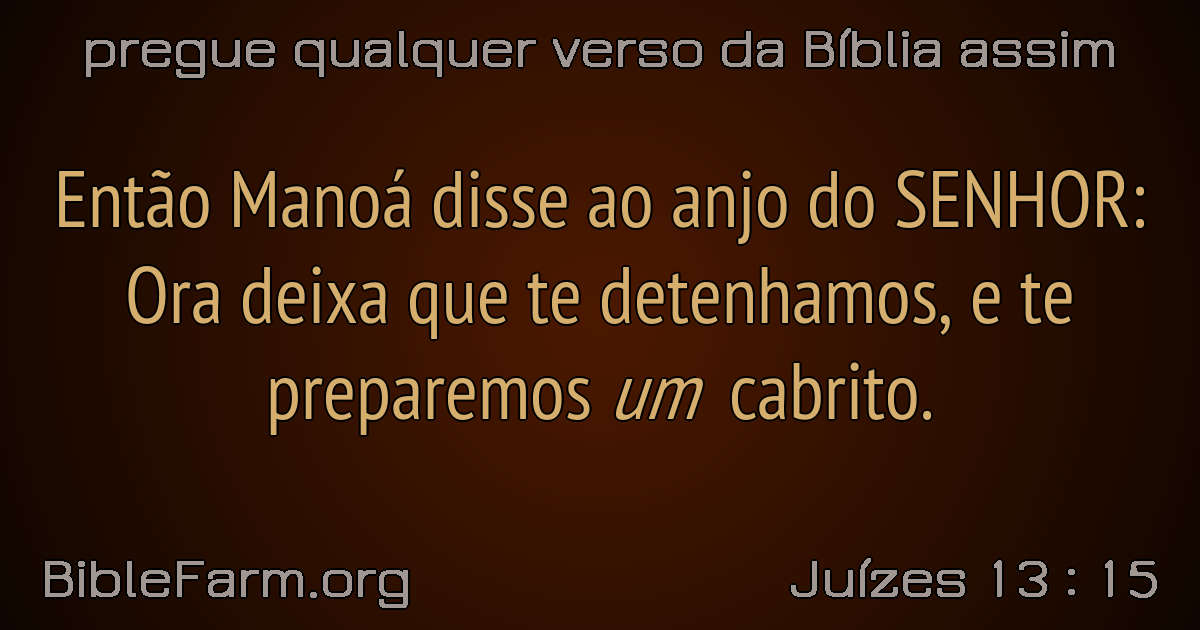 pregue qualquer verso da Bíblia assim
Então Manoá disse ao anjo do SENHOR:
Ora deixa que te detenhamos, e te
preparemos um cabrito.
BibleFarm.org
Juízes 13 : 15